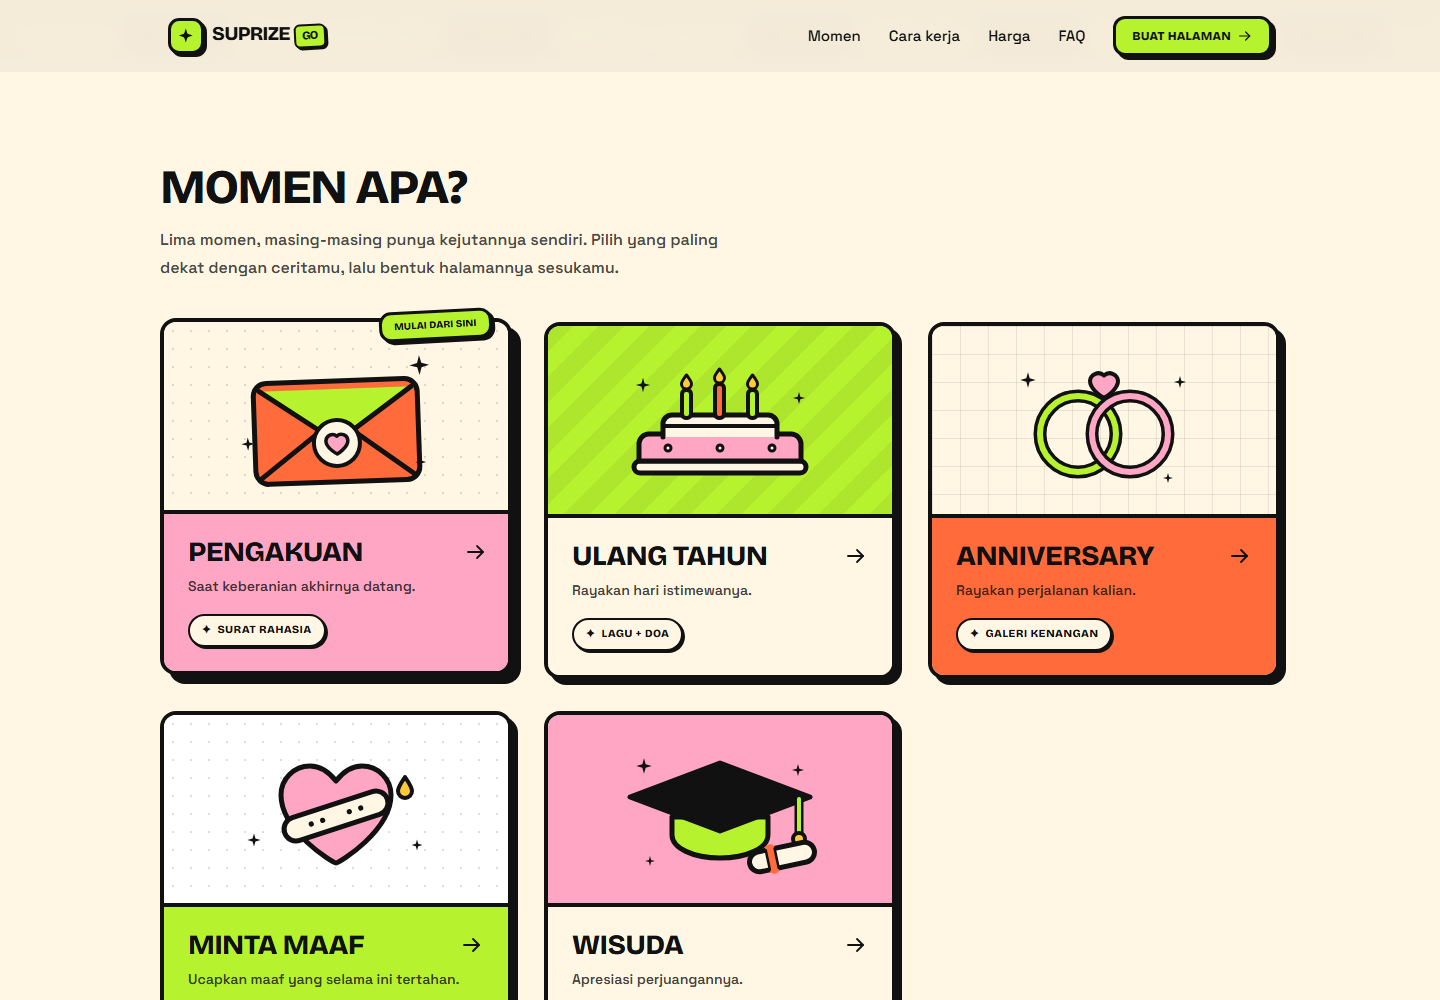 SUPRIZE GO
Momen
Cara kerja
Harga
FAQ
BUAT HALAMAN
MOMEN APA?
Lima momen, masing-masing punya kejutannya sendiri. Pilih yang paling
dekat dengan ceritamu, lalu bentuk halamannya sesukamu.
MULAI DARI SINI
PENGAKUAN
Saat keberanian akhirnya datang.
SURAT RAHASIA
ULANG TAHUN
Rayakan hari istimewanya.
LAGU + DOA
ANNIVERSARY
Rayakan perjalanan kalian.
GALERI KENANGAN
MINTA MAAF
Ucapkan maaf yang selama ini tertahan.
WISUDA
Apresiasi perjuangannya.